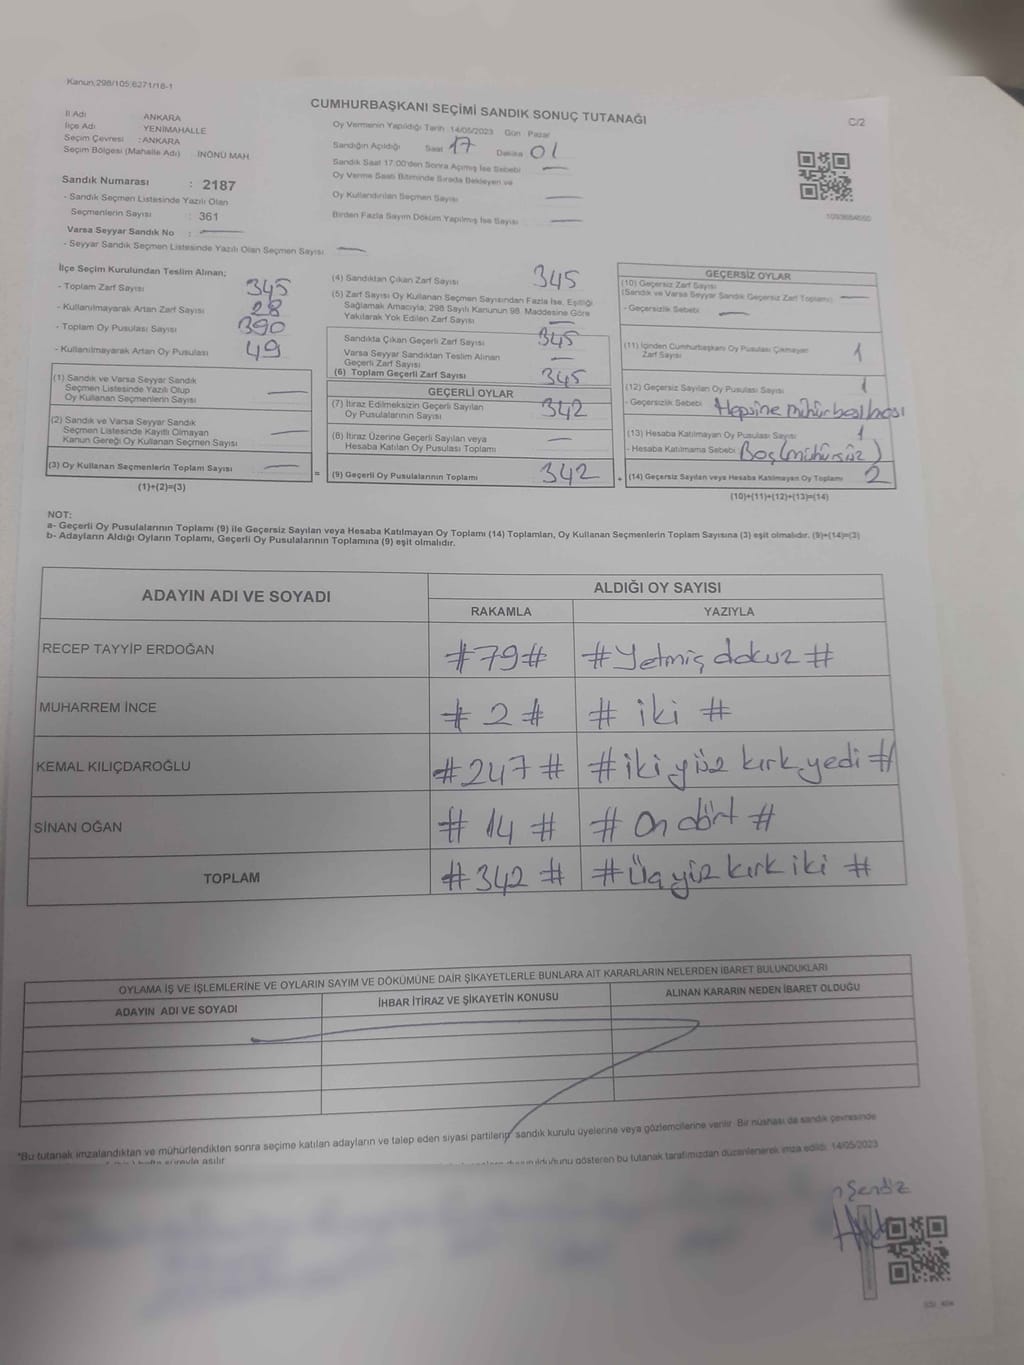 Kanun:298/105;6271/18-1
CUMHURBAŞKANI SEÇİMİ SANDIK SONUÇ TUTANAĞI
C/2
İl Adı : ANKARA
İlçe Adı : YENİMAHALLE
Seçim Çevresi : ANKARA
Seçim Bölgesi (Mahalle Adı) : İNÖNÜ MAH.
Sandık Numarası : 2187
- Sandık Seçmen Listesinde Yazılı Olan
Seçmenlerin Sayısı : 361
Varsa Seyyar Sandık No : —
- Seyyar Sandık Seçmen Listesinde Yazılı Olan Seçmen Sayısı —
Oy Vermenin Yapıldığı Tarih 14/05/2023 Gün Pazar
Sandığın Açıldığı Saat 17 Dakika 01
Sandık Saat 17:00'den Sonra Açımış İse Sebebi —
Oy Verme Saati Bitiminde Sırada Bekleyen ve
Oy Kullandırılan Seçmen Sayısı —
Birden Fazla Sayım Döküm Yapılmış İse Sayısı —
1093684650
İlçe Seçim Kurulundan Teslim Alınan;
- Toplam Zarf Sayısı 345
- Kullanılmayarak Artan Zarf Sayısı 28
- Toplam Oy Pusulası Sayısı 390
- Kullanılmayarak Artan Oy Pusulası 49
(1) Sandık ve Varsa Seyyar Sandık
Seçmen Listesinde Yazılı Olup
Oy Kullanan Seçmenlerin Sayısı —
(2) Sandık ve Varsa Seyyar Sandık
Seçmen Listesinde Kayıtlı Olmayan
Kanun Gereği Oy Kullanan Seçmen Sayısı —
(3) Oy Kullanan Seçmenlerin Toplam Sayısı —
(1)+(2)=(3)
(4) Sandıktan Çıkan Zarf Sayısı 345
(5) Zarf Sayısı Oy Kullanan Seçmen Sayısından Fazla İse, Eşitliği
Sağlamak Amacıyla; 298 Sayılı Kanunun 98. Maddesine Göre
Yakılarak Yok Edilen Zarf Sayısı —
Sandıkta Çıkan Geçerli Zarf Sayısı 345
Varsa Seyyar Sandıktan Teslim Alınan
Geçerli Zarf Sayısı —
(6) Toplam Geçerli Zarf Sayısı 345
GEÇERLİ OYLAR
(7) İtiraz Edilmeksizin Geçerli Sayılan
Oy Pusulalarının Sayısı 342
(8) İtiraz Üzerine Geçerli Sayılan veya
Hesaba Katılan Oy Pusulası Toplamı —
= (9) Geçerli Oy Pusulalarının Toplamı 342
GEÇERSİZ OYLAR
(10) Geçersiz Zarf Sayısı
(Sandık ve Varsa Seyyar Sandık Geçersiz Zarf Toplamı) —
- Geçersizlik Sebebi —
(11) İçinden Cumhurbaşkanı Oy Pusulası Çıkmayan
Zarf Sayısı 1
(12) Geçersiz Sayılan Oy Pusulası Sayısı 1
- Geçersizlik Sebebi Hepsine mühür basılması
(13) Hesaba Katılmayan Oy Pusulası Sayısı 1
- Hesaba Katılmama Sebebi Boş (mühürsüz)
+ (14) Geçersiz Sayılan veya Hesaba Katılmayan Oy Toplamı 2
(10)+(11)+(12)+(13)=(14)
NOT:
a- Geçerli Oy Pusulalarının Toplamı (9) ile Geçersiz Sayılan veya Hesaba Katılmayan Oy Toplamı (14) Toplamları, Oy Kullanan Seçmenlerin Toplam Sayısına (3) eşit olmalıdır. (9)+(14)=(3)
b- Adayların Aldığı Oyların Toplamı, Geçerli Oy Pusulalarının Toplamına (9) eşit olmalıdır.
ADAYIN ADI VE SOYADI ALDIĞI OY SAYISI
RAKAMLA YAZIYLA
RECEP TAYYİP ERDOĞAN #79# #Yetmiş dokuz#
MUHARREM İNCE #2# #iki#
KEMAL KILIÇDAROĞLU #247# #iki yüz kırk yedi#
SİNAN OĞAN #14# #On dört#
TOPLAM #342# #Üç yüz kırk iki#
OYLAMA İŞ VE İŞLEMLERİNE VE OYLARIN SAYIM VE DÖKÜMÜNE DAİR ŞİKAYETLERLE BUNLARA AİT KARARLARIN NELERDEN İBARET BULUNDUKLARI
ADAYIN ADI VE SOYADI İHBAR İTİRAZ VE ŞİKAYETİN KONUSU ALINAN KARARIN NEDEN İBARET OLDUĞU
*Bu tutanak imzalandıktan ve mühürlendikten sonra seçime katılan adayların ve talep eden siyasi partilerin sandık kurulu üyelerine veya gözlemcilerine verilir. Bir nüshası da sandık çevresinde
hafta süreyle asılır
gösteren bu tutanak tarafımızdan düzenlenerek imza edildi. 14/05/2023